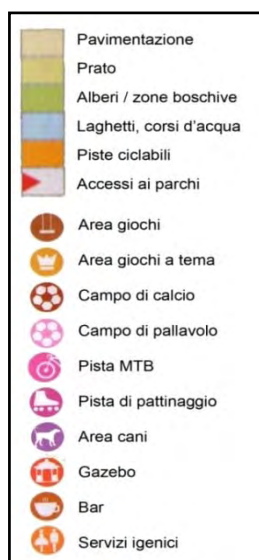 Pavimentazione
Prato
Alberi / zone boschive
Laghetti, corsi d'acqua
Piste ciclabili
Accessi ai parchi
Area giochi
Area giochi a tema
Campo di calcio
Campo di pallavolo
Pista MTB
Pista di pattinaggio
Area cani
Gazebo
Bar
Servizi igenici